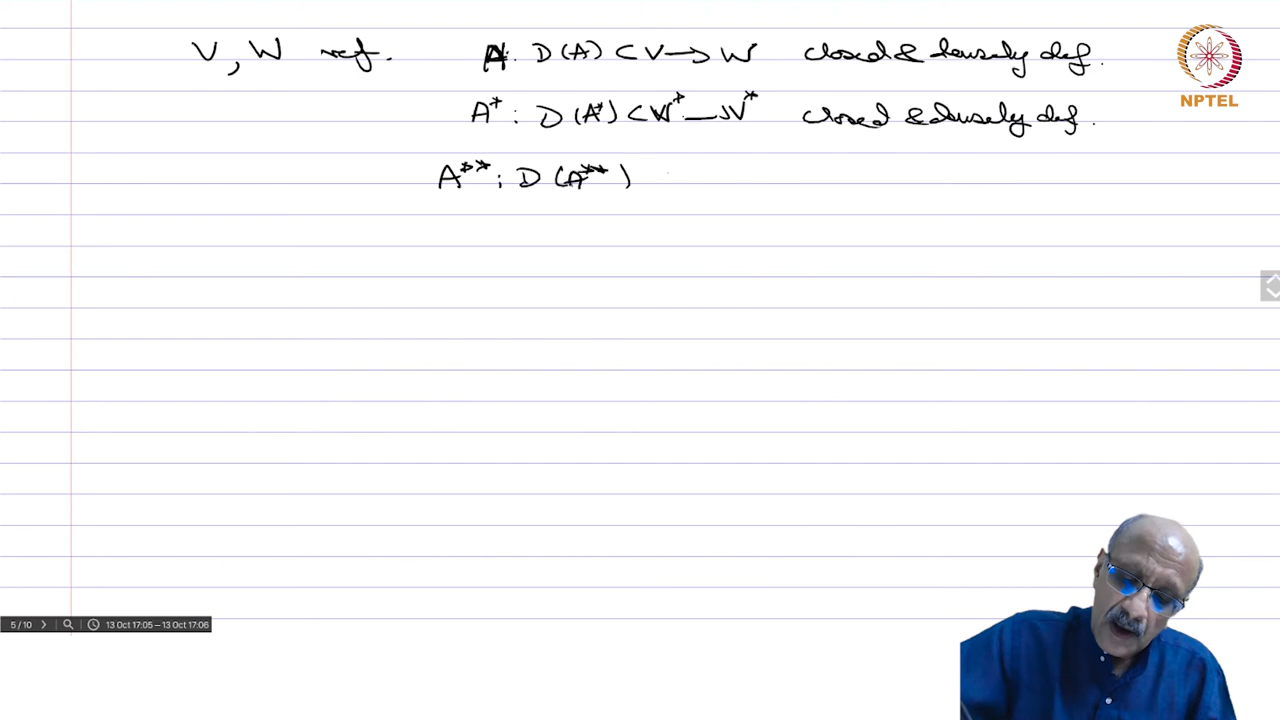 V, W ref. A: D(A) ⊂ V → W closed & densely def.
A* : D(A*) ⊂ W* → V* closed & densely def.
A** : D(A**)
NPTEL
5 / 10 13 Oct 17:05 – 13 Oct 17:06